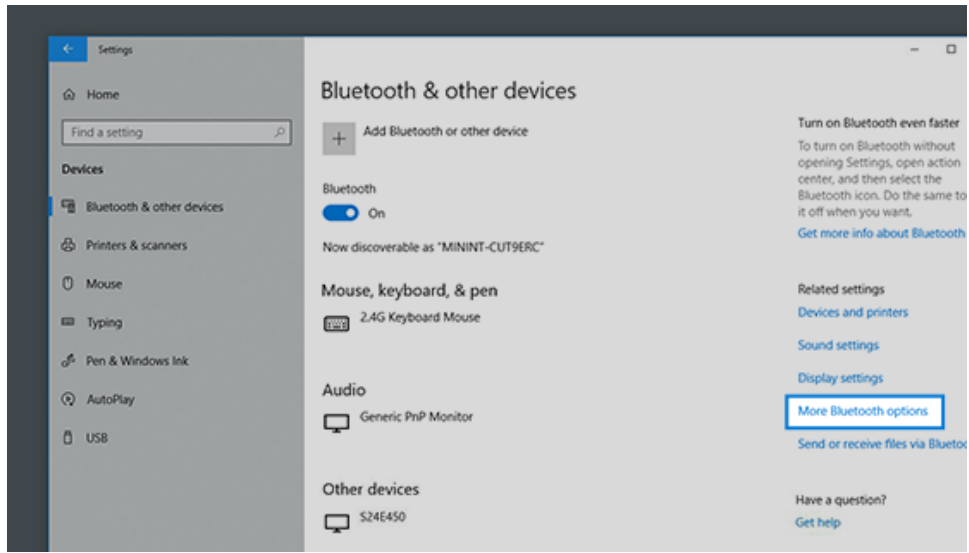 Settings
Home
Find a setting
Devices
Bluetooth & other devices
Printers & scanners
Mouse
Typing
Pen & Windows Ink
AutoPlay
USB
Bluetooth & other devices
Add Bluetooth or other device
Bluetooth
On
Now discoverable as "MININT-CUT9ERC"
Mouse, keyboard, & pen
2.4G Keyboard Mouse
Audio
Generic PnP Monitor
Other devices
S24E450
Turn on Bluetooth even faster
To turn on Bluetooth without
opening Settings, open action
center, and then select the
Bluetooth icon. Do the same to
it off when you want.
Get more info about Bluetooth
Related settings
Devices and printers
Sound settings
Display settings
More Bluetooth options
Send or receive files via Bluetoo
Have a question?
Get help